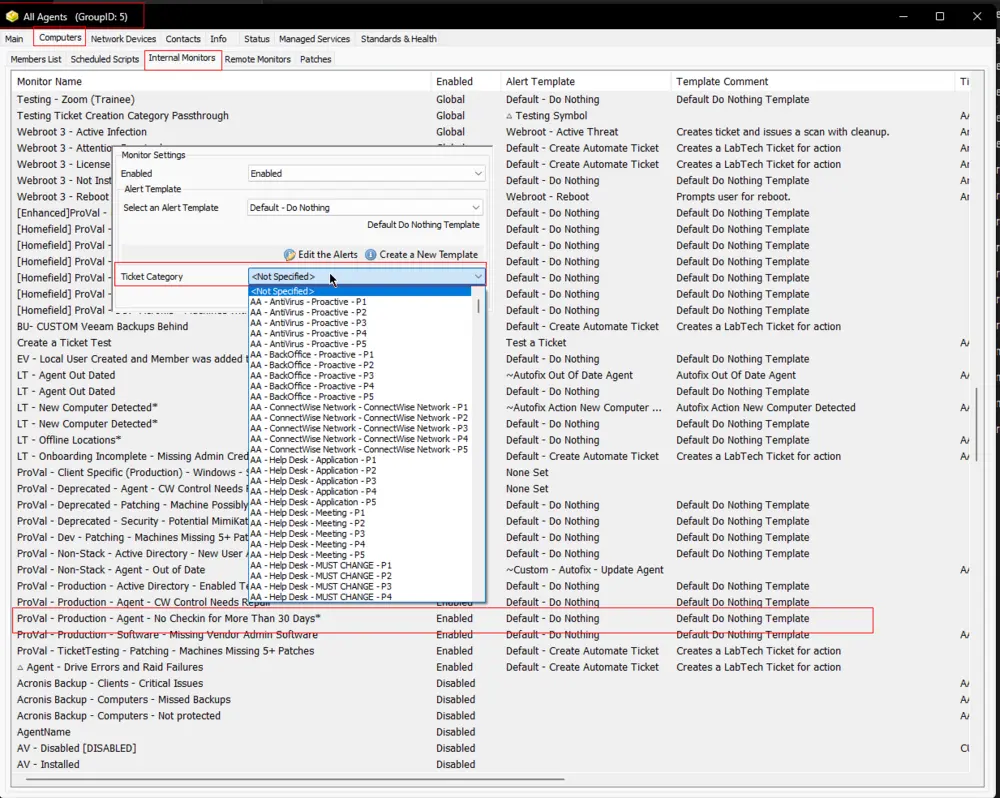 All Agents (GroupID: 5)
Main Computers Network Devices Contacts Info Status Managed Services Standards & Health
Members List Scheduled Scripts Internal Monitors Remote Monitors Patches
Monitor Name Enabled Alert Template Template Comment
Testing - Zoom (Trainee) Global Default - Do Nothing Default Do Nothing Template
Testing Ticket Creation Category Passthrough Global △ Testing Symbol
Webroot 3 - Active Infection Global Webroot - Active Threat Creates ticket and issues a scan with cleanup.
Webroot 3 - Default - Create Automate Ticket Creates a LabTech Ticket for action
Webroot 3 - License Default - Create Automate Ticket Creates a LabTech Ticket for action
Webroot 3 - Not Default - Do Nothing Default Do Nothing Template
Webroot 3 - Reboot Webroot - Reboot Prompts user for reboot.
[Enhanced]ProVal - Default - Do Nothing Default Do Nothing Template
[Homefield] ProVal - Default - Do Nothing Default Do Nothing Template
[Homefield] ProVal - Default - Do Nothing Default Do Nothing Template
[Homefield] ProVal - Default - Do Nothing Default Do Nothing Template
[Homefield] ProVal - Default - Do Nothing Default Do Nothing Template
[Homefield] ProVal - Default - Do Nothing Default Do Nothing Template
[Homefield] ProVal - Default - Do Nothing Default Do Nothing Template
BU- CUSTOM Veeam Backups Behind Default - Create Automate Ticket Creates a LabTech Ticket for action
Create a Ticket Test Test a Ticket
EV - Local User Created and Member was added Default - Do Nothing Default Do Nothing Template
LT - Agent Out Dated ~Autofix Out Of Date Agent Autofix Out Of Date Agent
LT - Agent Out Dated Default - Do Nothing Default Do Nothing Template
LT - New Computer Detected* ~Autofix Action New Computer ... Autofix Action New Computer Detected
LT - New Computer Detected* Default - Do Nothing Default Do Nothing Template
LT - Offline Locations* Default - Do Nothing Default Do Nothing Template
LT - Onboarding Incomplete - Missing Admin Default - Create Automate Ticket Creates a LabTech Ticket for action
ProVal - Client Specific (Production) - Windows - None Set
ProVal - Deprecated - Agent - CW Control Needs None Set
ProVal - Deprecated - Patching - Machine Possibly Default - Do Nothing Default Do Nothing Template
ProVal - Deprecated - Security - Potential Default - Do Nothing Default Do Nothing Template
ProVal - Dev - Patching - Machines Missing 5+ Default - Do Nothing Default Do Nothing Template
ProVal - Non-Stack - Active Directory - New User Default - Do Nothing Default Do Nothing Template
ProVal - Non-Stack - Agent - Out of Date ~Custom - Autofix - Update Agent
ProVal - Production - Active Directory - Enabled Default - Do Nothing Default Do Nothing Template
ProVal - Production - Agent - CW Control Needs Repair Enabled Default - Do Nothing Default Do Nothing Template
ProVal - Production - Agent - No Checkin for More Than 30 Days* Enabled Default - Do Nothing Default Do Nothing Template
ProVal - Production - Software - Missing Vendor Admin Software Enabled Default - Do Nothing Default Do Nothing Template
ProVal - TicketTesting - Patching - Machines Missing 5+ Patches Enabled Default - Create Automate Ticket Creates a LabTech Ticket for action
△ Agent - Drive Errors and Raid Failures Enabled Default - Create Automate Ticket Creates a LabTech Ticket for action
Acronis Backup - Clients - Critical Issues Disabled
Acronis Backup - Computers - Missed Backups Disabled
Acronis Backup - Computers - Not protected Disabled
AgentName Disabled
AV - Disabled [DISABLED] Disabled
AV - Installed Disabled
Monitor Settings
Enabled Enabled
Alert Template
Select an Alert Template Default - Do Nothing
Default Do Nothing Template
Edit the Alerts Create a New Template
Ticket Category <Not Specified>
<Not Specified>
AA - AntiVirus - Proactive - P1
AA - AntiVirus - Proactive - P2
AA - AntiVirus - Proactive - P3
AA - AntiVirus - Proactive - P4
AA - AntiVirus - Proactive - P5
AA - BackOffice - Proactive - P1
AA - BackOffice - Proactive - P2
AA - BackOffice - Proactive - P3
AA - BackOffice - Proactive - P4
AA - BackOffice - Proactive - P5
AA - ConnectWise Network - ConnectWise Network - P1
AA - ConnectWise Network - ConnectWise Network - P2
AA - ConnectWise Network - ConnectWise Network - P3
AA - ConnectWise Network - ConnectWise Network - P4
AA - ConnectWise Network - ConnectWise Network - P5
AA - Help Desk - Application - P1
AA - Help Desk - Application - P2
AA - Help Desk - Application - P3
AA - Help Desk - Application - P4
AA - Help Desk - Application - P5
AA - Help Desk - Meeting - P1
AA - Help Desk - Meeting - P2
AA - Help Desk - Meeting - P3
AA - Help Desk - Meeting - P4
AA - Help Desk - Meeting - P5
AA - Help Desk - MUST CHANGE - P1
AA - Help Desk - MUST CHANGE - P2
AA - Help Desk - MUST CHANGE - P3
AA - Help Desk - MUST CHANGE - P4